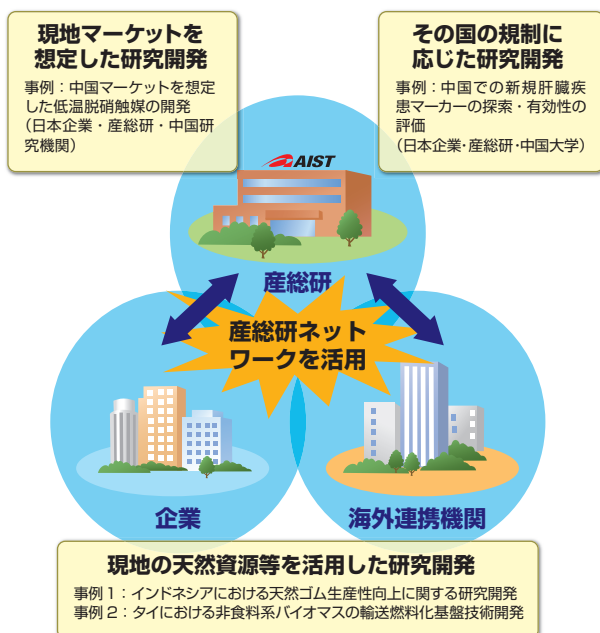 現地マーケットを
想定した研究開発
事例：中国マーケットを想定
した低温脱硝触媒の開発
（日本企業・産総研・中国研
究機関）
その国の規制に
応じた研究開発
事例：中国での新規肝臓疾
患マーカーの探索・有効性の
評価
（日本企業・産総研・中国大学）
AIST
産総研
産総研ネット
ワークを活用
企業
海外連携機関
現地の天然資源等を活用した研究開発
事例 1：インドネシアにおける天然ゴム生産性向上に関する研究開発
事例 2：タイにおける非食料系バイオマスの輸送燃料化基盤技術開発